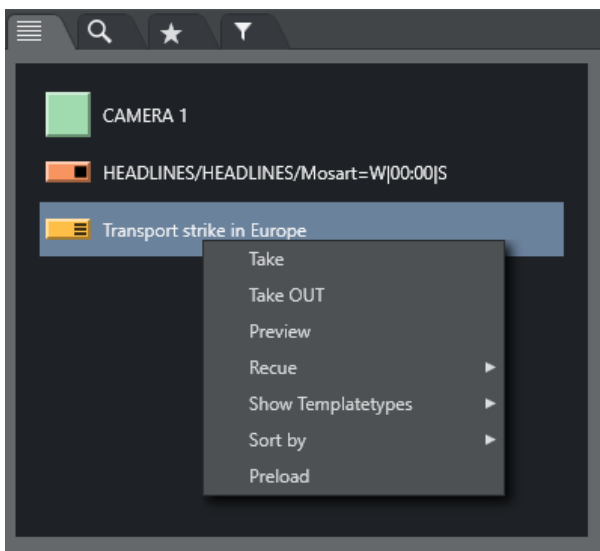 CAMERA 1
HEADLINES/HEADLINES/Mosart=W|00:00|S
Transport strike in Europe
Take
Take OUT
Preview
Recue
Show Templatetypes
Sort by
Preload